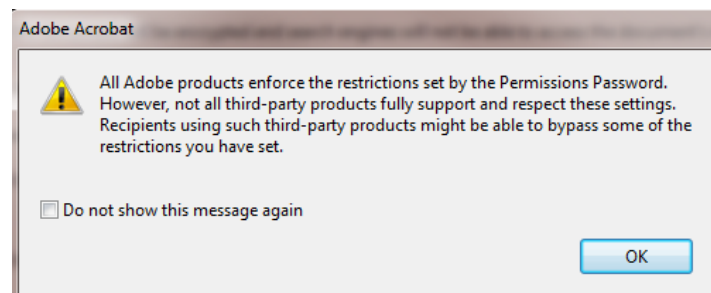 Adobe Acrobat
All Adobe products enforce the restrictions set by the Permissions Password.
However, not all third-party products fully support and respect these settings.
Recipients using such third-party products might be able to bypass some of the
restrictions you have set.
Do not show this message again
OK